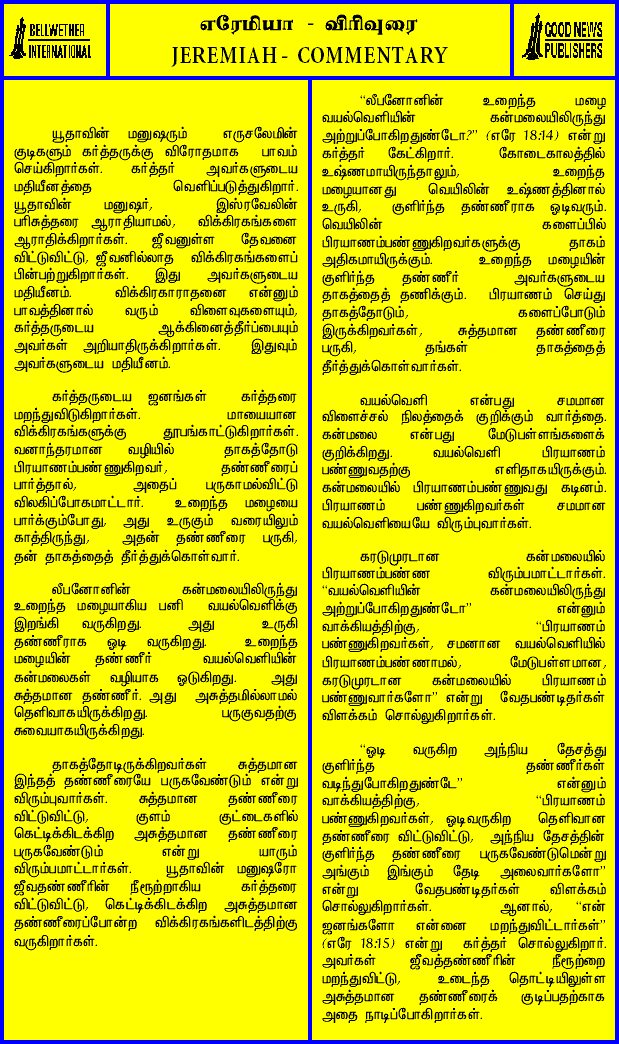 BELLWETHER
INTERNATIONAL
எரேமியா - விரிவுரை
JEREMIAH - COMMENTARY
GOOD NEWS
PUBLISHERS
யூதாவின் மனுஷரும் எருசலேமின்
குடிகளும் கர்த்தருக்கு விரோதமாக பாவம்
செய்கிறார்கள். கர்த்தர் அவர்களுடைய
மதியீனத்தை வெளிப்படுத்துகிறார்.
யூதாவின் மனுஷர், இஸ்ரவேலின்
பரிசுத்தரை ஆராதியாமல், விக்கிரகங்களை
ஆராதிக்கிறார்கள். ஜீவனுள்ள தேவனை
விட்டுவிட்டு, ஜீவனில்லாத விக்கிரகங்களைப்
பின்பற்றுகிறார்கள். இது அவர்களுடைய
மதியீனம். விக்கிரகாராதனை என்னும்
பாவத்தினால் வரும் விளைவுகளையும்,
கர்த்தருடைய ஆக்கினைத்தீர்ப்பையும்
அவர்கள் அறியாதிருக்கிறார்கள். இதுவும்
அவர்களுடைய மதியீனம்.
கர்த்தருடைய ஜனங்கள் கர்த்தரை
மறந்துவிடுகிறார்கள். மாயையான
விக்கிரகங்களுக்கு தூபங்காட்டுகிறார்கள்.
வனாந்தரமான வழியில் தாகத்தோடு
பிரயாணம்பண்ணுகிறவர், தண்ணீரைப்
பார்த்தால், அதைப் பருகாமல்விட்டு
விலகிப்போகமாட்டார். உறைந்த மழையை
பார்க்கும்போது, அது உருகும் வரையிலும்
காத்திருந்து, அதன் தண்ணீரை பருகி,
தன் தாகத்தைத் தீர்த்துக்கொள்வார்.
லீபனோனின் கன்மலையிலிருந்து
உறைந்த மழையாகிய பனி வயல்வெளிக்கு
இறங்கி வருகிறது. அது உருகி
தண்ணீராக ஓடி வருகிறது. உறைந்த
மழையின் தண்ணீர் வயல்வெளியின்
கன்மலைகள் வழியாக ஓடுகிறது. அது
சுத்தமான தண்ணீர். அது அசுத்தமில்லாமல்
தெளிவாகயிருக்கிறது. பருகுவதற்கு
சுவையாகயிருக்கிறது.
தாகத்தோடிருக்கிறவர்கள் சுத்தமான
இந்தத் தண்ணீரையே பருகவேண்டும் என்று
விரும்புவார்கள். சுத்தமான தண்ணீரை
விட்டுவிட்டு, குளம் குட்டைகளில்
கெட்டிக்கிடக்கிற அசுத்தமான தண்ணீரை
பருகவேண்டும் என்று யாரும்
விரும்பமாட்டார்கள். யூதாவின் மனுஷரோ
ஜீவதண்ணீரின் நீரூற்றாகிய கர்த்தரை
விட்டுவிட்டு, கெட்டிக்கிடக்கிற அசுத்தமான
தண்ணீரைப்போன்ற விக்கிரகங்களிடத்திற்கு
வருகிறார்கள்.
“லீபனோனின் உறைந்த மழை
வயல்வெளியின் கன்மலையிலிருந்து
அற்றுப்போகிறதுண்டோ?” (எரே 18:14) என்று
கர்த்தர் கேட்கிறார். கோடைகாலத்தில்
உஷ்ணமாயிருந்தாலும், உறைந்த
மழையானது வெயிலின் உஷ்ணத்தினால்
உருகி, குளிர்ந்த தண்ணீராக ஓடிவரும்.
வெயிலின் களைப்பில்
பிரயாணம்பண்ணுகிறவர்களுக்கு தாகம்
அதிகமாயிருக்கும். உறைந்த மழையின்
குளிர்ந்த தண்ணீர் அவர்களுடைய
தாகத்தைத் தணிக்கும். பிரயாணம் செய்து
தாகத்தோடும், களைப்போடும்
இருக்கிறவர்கள், சுத்தமான தண்ணீரை
பருகி, தங்கள் தாகத்தைத்
தீர்த்துக்கொள்வார்கள்.
வயல்வெளி என்பது சமமான
விளைச்சல் நிலத்தைக் குறிக்கும் வார்த்தை.
கன்மலை என்பது மேடுபள்ளங்களைக்
குறிக்கிறது. வயல்வெளி பிரயாணம்
பண்ணுவதற்கு எளிதாகயிருக்கும்.
கன்மலையில் பிரயாணம்பண்ணுவது கடினம்.
பிரயாணம் பண்ணுகிறவர்கள் சமமான
வயல்வெளியையே விரும்புவார்கள்.
கரடுமுரடான கன்மலையில்
பிரயாணம்பண்ண விரும்பமாட்டார்கள்.
“வயல்வெளியின் கன்மலையிலிருந்து
அற்றுப்போகிறதுண்டோ” என்னும்
வாக்கியத்திற்கு, “பிரயாணம்
பண்ணுகிறவர்கள், சமனான வயல்வெளியில்
பிரயாணம்பண்ணாமல், மேடுபள்ளமான,
கரடுமுரடான கன்மலையில் பிரயாணம்
பண்ணுவார்களோ” என்று வேதபண்டிதர்கள்
விளக்கம் சொல்லுகிறார்கள்.
“ஓடி வருகிற அந்நிய தேசத்து
குளிர்ந்த தண்ணீர்கள்
வடிந்துபோகிறதுண்டே” என்னும்
வாக்கியத்திற்கு, “பிரயாணம்
பண்ணுகிறவர்கள், ஓடிவருகிற தெளிவான
தண்ணீரை விட்டுவிட்டு, அந்நிய தேசத்தின்
குளிர்ந்த தண்ணீரை பருகவேண்டுமென்று
அங்கும் இங்கும் தேடி அலைவார்களோ”
என்று வேதபண்டிதர்கள் விளக்கம்
சொல்லுகிறார்கள். ஆனால், “என்
ஜனங்களோ என்னை மறந்துவிட்டார்கள்”
(எரே 18:15) என்று கர்த்தர் சொல்லுகிறார்.
அவர்கள் ஜீவத்தண்ணீரின் நீரூற்றை
மறந்துவிட்டு, உடைந்த தொட்டியிலுள்ள
அசுத்தமான தண்ணீரைக் குடிப்பதற்காக
அதை நாடிப்போகிறார்கள்.